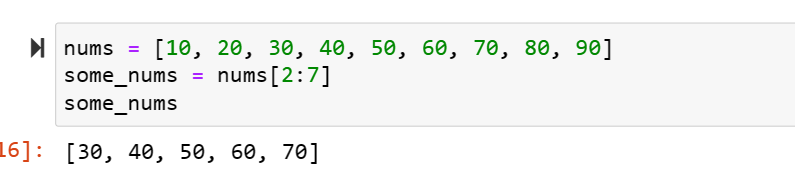 nums = [10, 20, 30, 40, 50, 60, 70, 80, 90]
some_nums = nums[2:7]
some_nums
16]: [30, 40, 50, 60, 70]